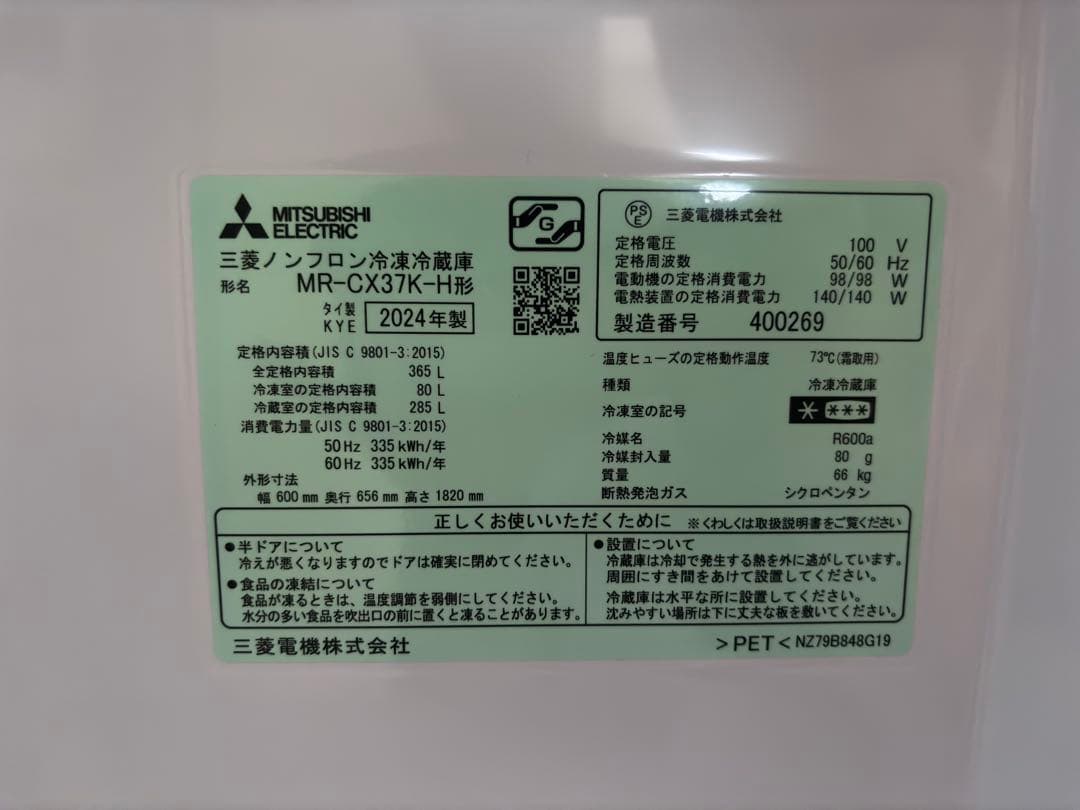 MITSUBISHI
ELECTRIC
G
三菱ノンフロン冷凍冷蔵庫
形名 MR-CX37K-H形
タイ製
KYE 2024年製
定格内容積(JIS C 9801-3:2015)
全定格内容積 365 L
冷凍室の定格内容積 80 L
冷蔵室の定格内容積 285 L
消費電力量(JIS C 9801-3:2015)
50Hz 335kWh/年
60Hz 335kWh/年
外形寸法
幅 600mm 奥行 656mm 高さ 1820mm
PSE 三菱電機株式会社
定格電圧 100 V
定格周波数 50/60 Hz
電動機の定格消費電力 98/98 W
電熱装置の定格消費電力 140/140 W
製造番号 400269
温度ヒューズの定格動作温度 73℃(霜取用)
種類 冷凍冷蔵庫
冷凍室の記号
冷媒名 R600a
冷媒封入量 80 g
質量 66 kg
断熱発泡ガス シクロペンタン
正しくお使いいただくために ※くわしくは取扱説明書をご覧ください
●半ドアについて
冷えが悪くなりますのでドアは確実に閉めてください。
●食品の凍結について
食品が凍るときは、温度調節を弱側にしてください。
水分の多い食品を吹出口の前に置くと凍ることがあります。
●設置について
冷蔵庫は冷却で発生する熱を外に逃がしています。
周囲にすき間をあけて設置してください。
冷蔵庫は水平な所に設置してください。
沈みやすい場所は下に丈夫な板を敷いてください。
三菱電機株式会社
>PET< NZ79B848G19